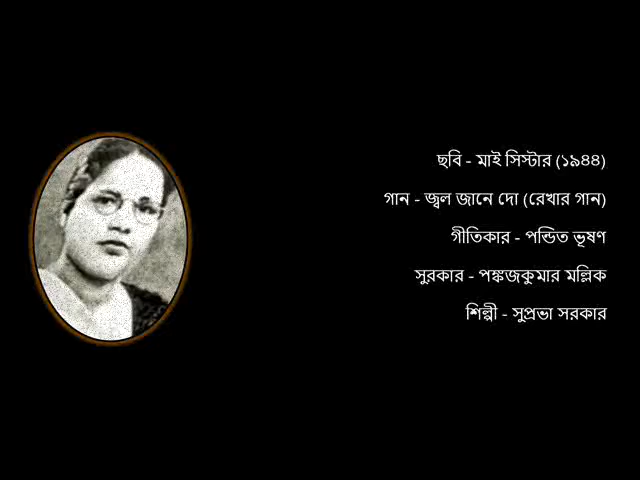 ছবি - মাই সিস্টার (১৯৪৪)
গান - জ্বল জানে দো (রেখার গান)
গীতিকার - পন্ডিত ভূষণ
সুরকার - পঙ্কজকুমার মল্লিক
শিল্পী - সুপ্রভা সরকার